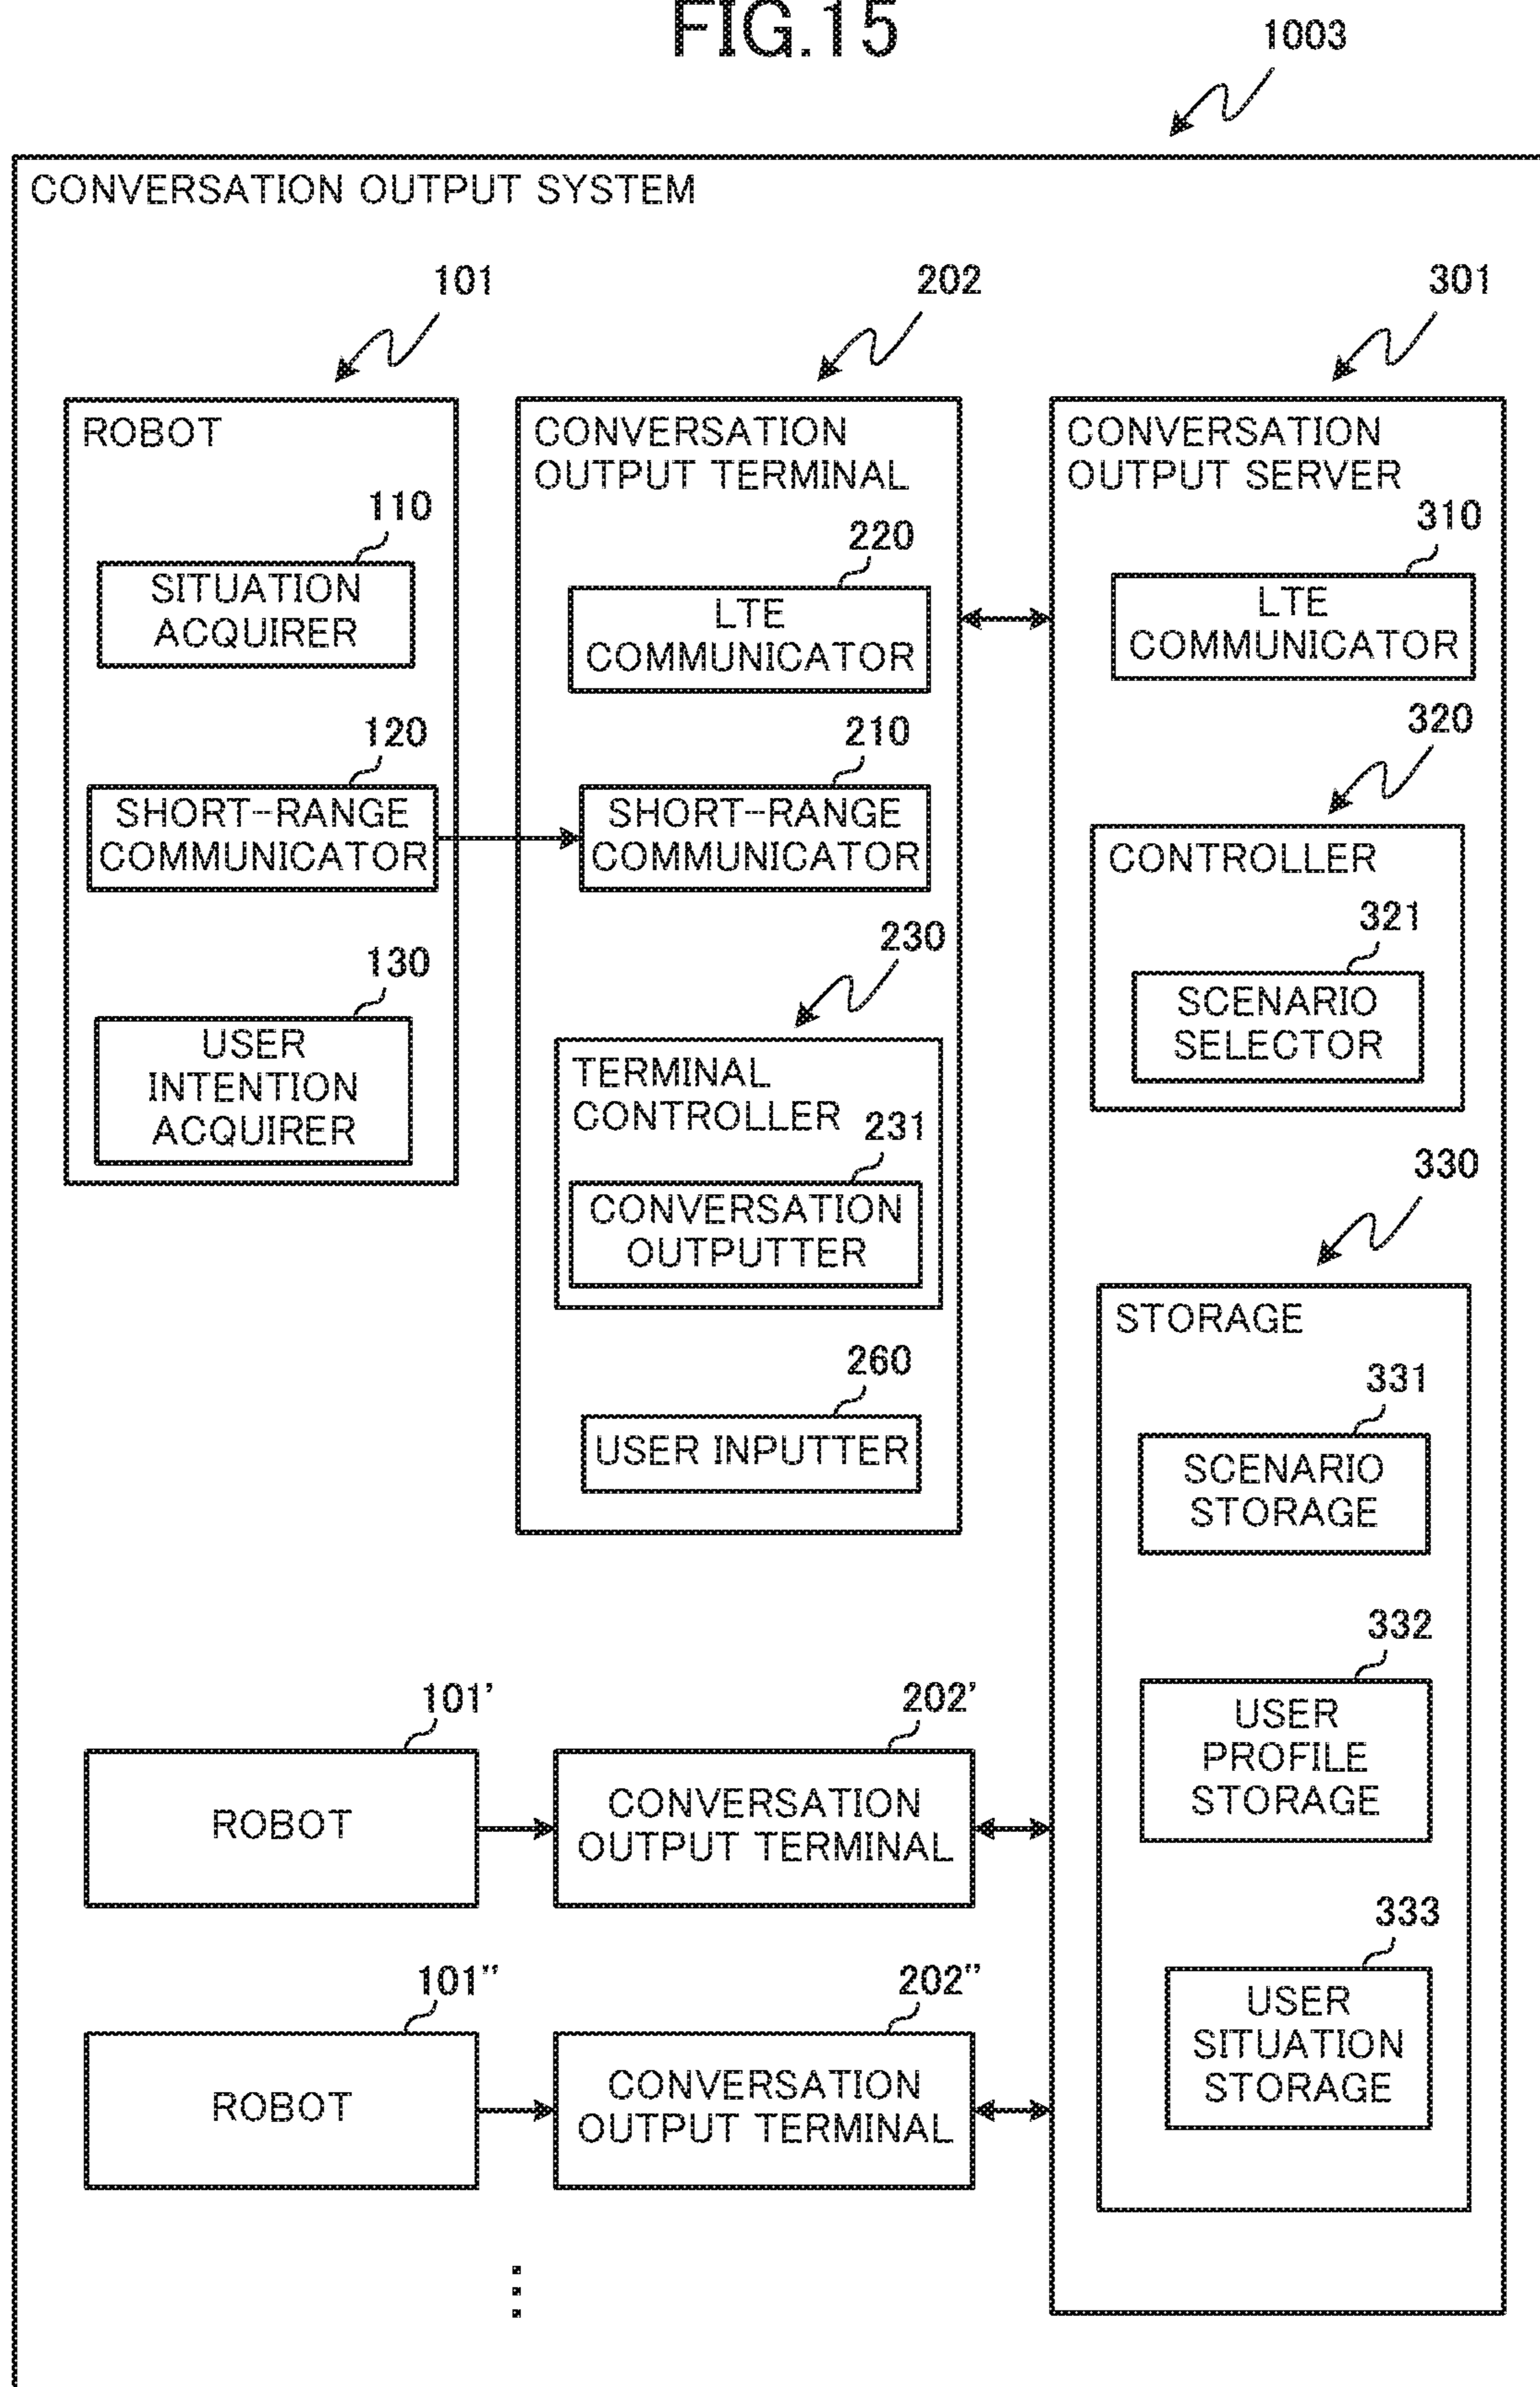 FIG.15
1003
CONVERSATION OUTPUT SYSTEM
101
ROBOT
110
SITUATION
ACQUIRER
120
SHORT-RANGE
COMMUNICATOR
130
USER
INTENTION
ACQUIRER
202
CONVERSATION
OUTPUT TERMINAL
220
LTE
COMMUNICATOR
210
SHORT-RANGE
COMMUNICATOR
230
TERMINAL
CONTROLLER
231
CONVERSATION
OUTPUTTER
260
USER INPUTTER
301
CONVERSATION
OUTPUT SERVER
310
LTE
COMMUNICATOR
320
CONTROLLER
321
SCENARIO
SELECTOR
330
STORAGE
331
SCENARIO
STORAGE
332
USER
PROFILE
STORAGE
333
USER
SITUATION
STORAGE
101'
ROBOT
202'
CONVERSATION
OUTPUT TERMINAL
101"
ROBOT
202"
CONVERSATION
OUTPUT TERMINAL